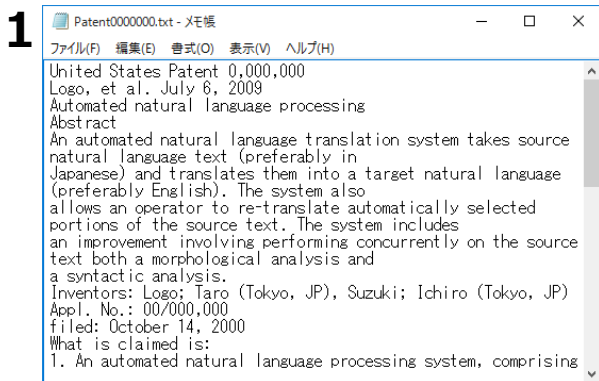 1
Patent0000000.txt - メモ帳
ファイル(F) 編集(E) 書式(O) 表示(V) ヘルプ(H)
United States Patent 0,000,000
Logo, et al. July 6, 2009
Automated natural language processing
Abstract
An automated natural language translation system takes source
natural language text (preferably in
Japanese) and translates them into a target natural language
(preferably English). The system also
allows an operator to re-translate automatically selected
portions of the source text. The system includes
an improvement involving performing concurrently on the source
text both a morphological analysis and
a syntactic analysis.
Inventors: Logo; Taro (Tokyo, JP), Suzuki; Ichiro (Tokyo, JP)
Appl. No.: 00/000,000
filed: October 14, 2000
What is claimed is:
1. An automated natural language processing system, comprising